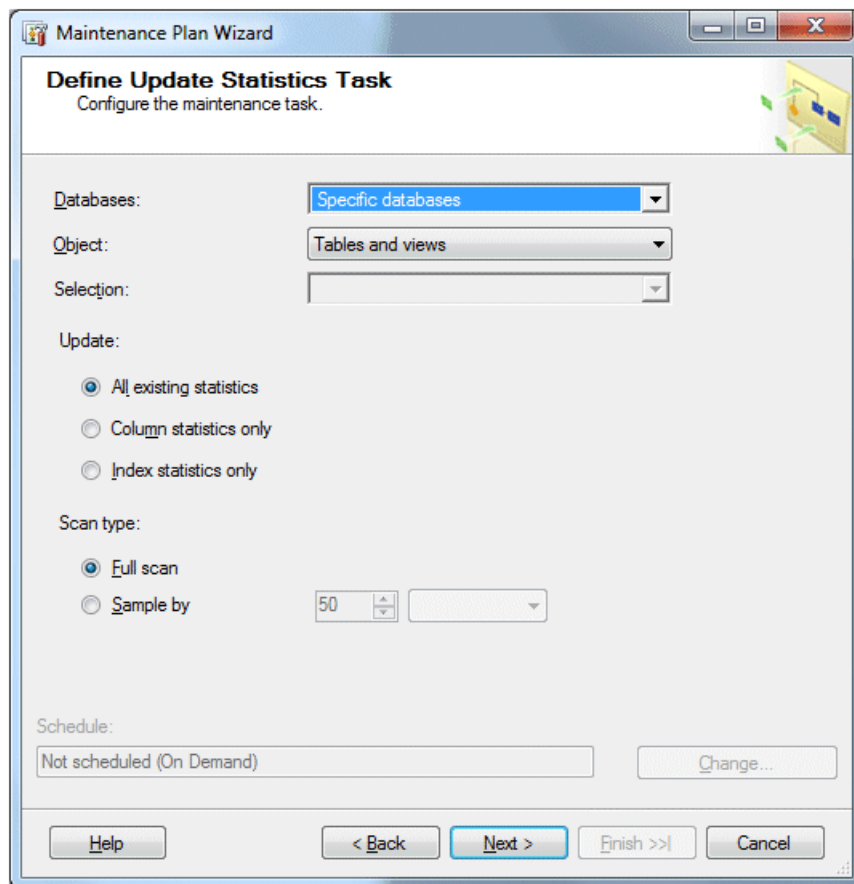 Maintenance Plan Wizard
Define Update Statistics Task
Configure the maintenance task.
Databases: Specific databases
Object: Tables and views
Selection:
Update:
All existing statistics
Column statistics only
Index statistics only
Scan type:
Full scan
Sample by 50
Schedule:
Not scheduled (On Demand) Change...
Help < Back Next > Finish >>| Cancel